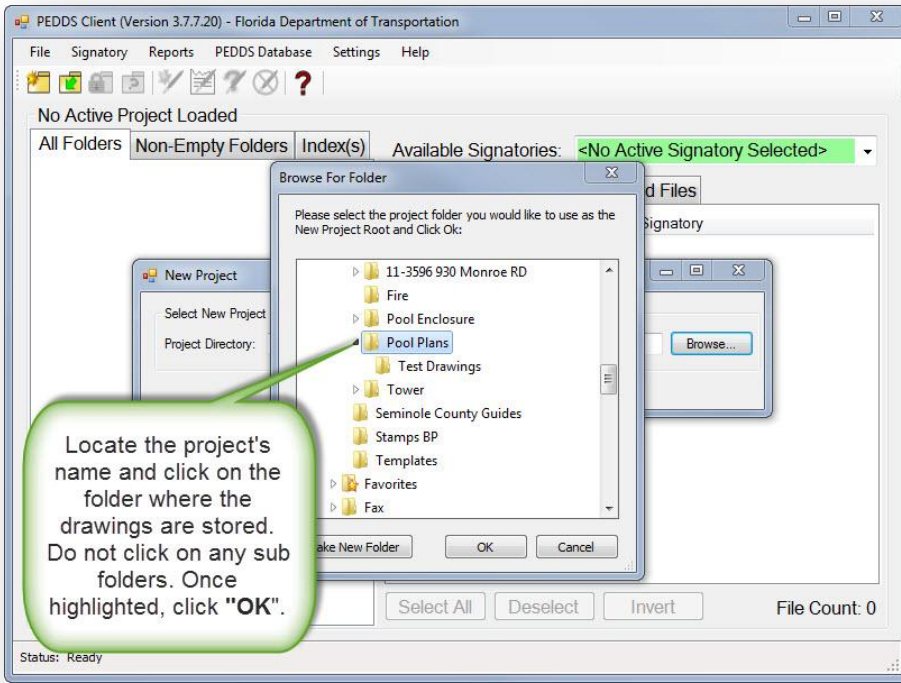 PEDDS Client (Version 3.7.7.20) - Florida Department of Transportation
File Signatory Reports PEDDS Database Settings Help
No Active Project Loaded
All Folders Non-Empty Folders Index(s)
Available Signatories: <No Active Signatory Selected>
d Files
Signatory
Browse For Folder
Please select the project folder you would like to use as the
New Project Root and Click Ok:
11-3596 930 Monroe RD
Fire
Pool Enclosure
Pool Plans
Test Drawings
Tower
Seminole County Guides
Stamps BP
Templates
Favorites
Fax
ake New Folder OK Cancel
New Project
Select New Project
Project Directory:
Browse...
Locate the project's
name and click on the
folder where the
drawings are stored.
Do not click on any sub
folders. Once
highlighted, click "OK".
Select All Deselect Invert File Count: 0
Status: Ready